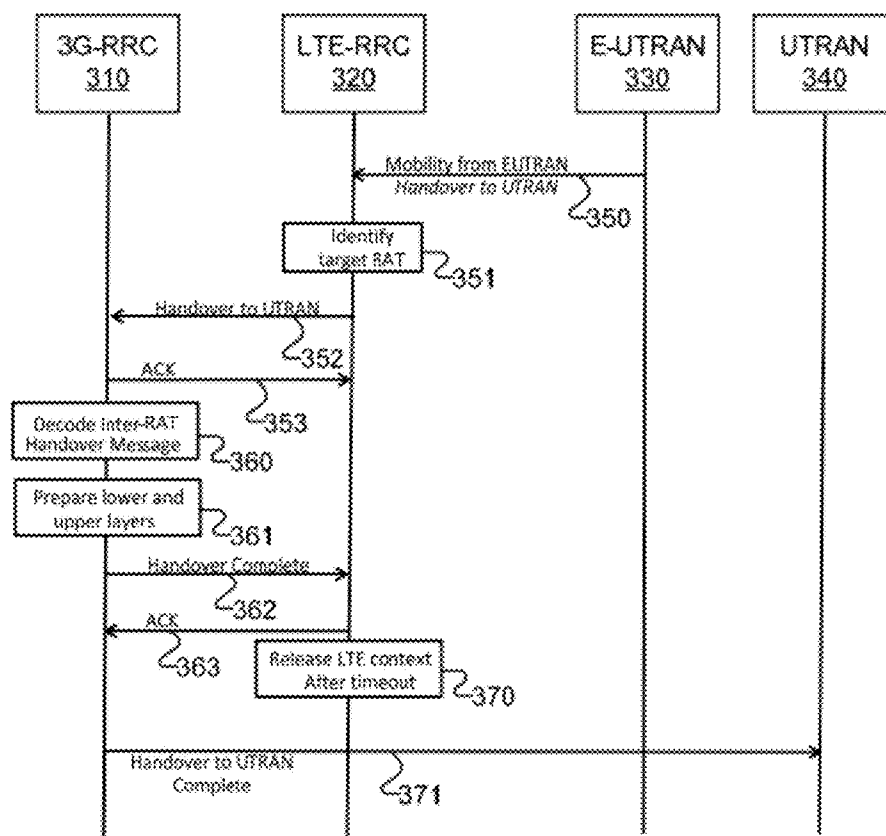 3G-RRC
310
LTE-RRC
320
E-UTRAN
330
UTRAN
340
Mobility from EUTRAN
Handover to UTRAN
350
Identify
target RAT
351
Handover to UTRAN
352
ACK
353
Decode Inter-RAT
Handover Message
360
Prepare lower and
upper layers
361
Handover Complete
362
ACK
363
Release LTE context
After timeout
370
Handover to UTRAN
Complete
371